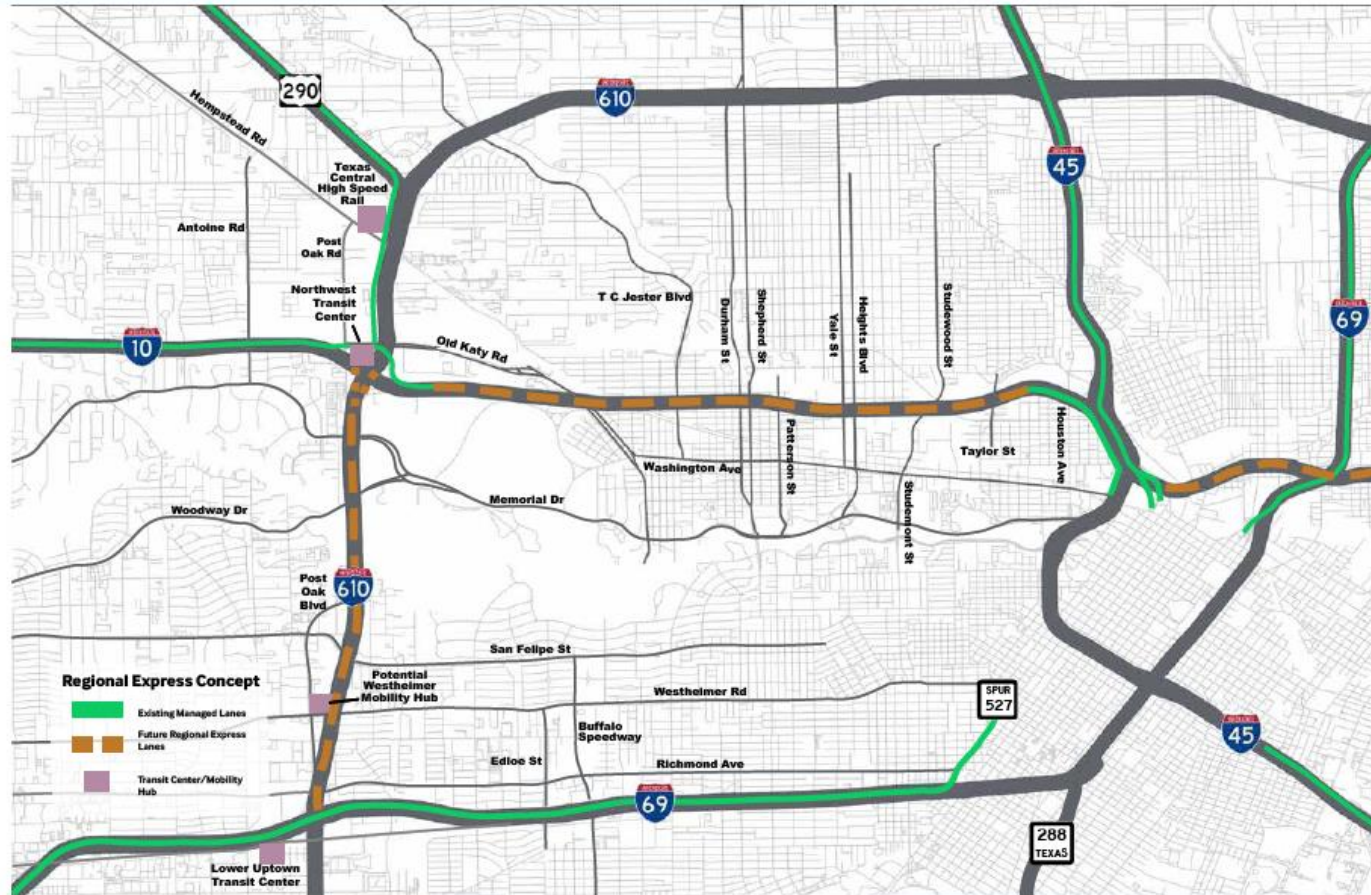 290
610
Hempstead Rd
Texas
Central
High Speed
Rail
45
Antoine Rd
Post
Oak Rd
Northwest
Transit
Center
T C Jester Blvd
Durham St
Shepherd St
Yale St
Heights Blvd
Studewood St
69
10
Old Katy Rd
Patterson St
Houston Ave
Taylor St
Washington Ave
Memorial Dr
Studemont St
Woodway Dr
Post
Oak
Blvd
610
San Felipe St
Regional Express Concept
Existing Managed Lanes
Future Regional Express
Lanes
Transit Center/Mobility
Hub
Potential
Westheimer
Mobility Hub
Westheimer Rd
SPUR
527
Buffalo
Speedway
45
Edloe St
Richmond Ave
69
288
TEXAS
Lower Uptown
Transit Center